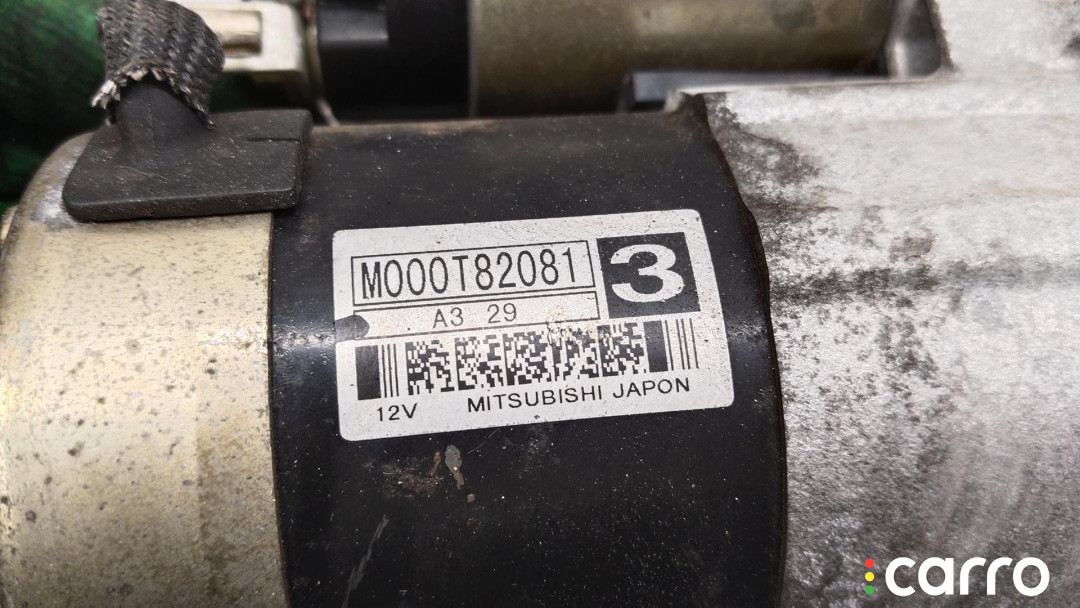 M000T82081
3
A3 29
12V MITSUBISHI JAPON
carro